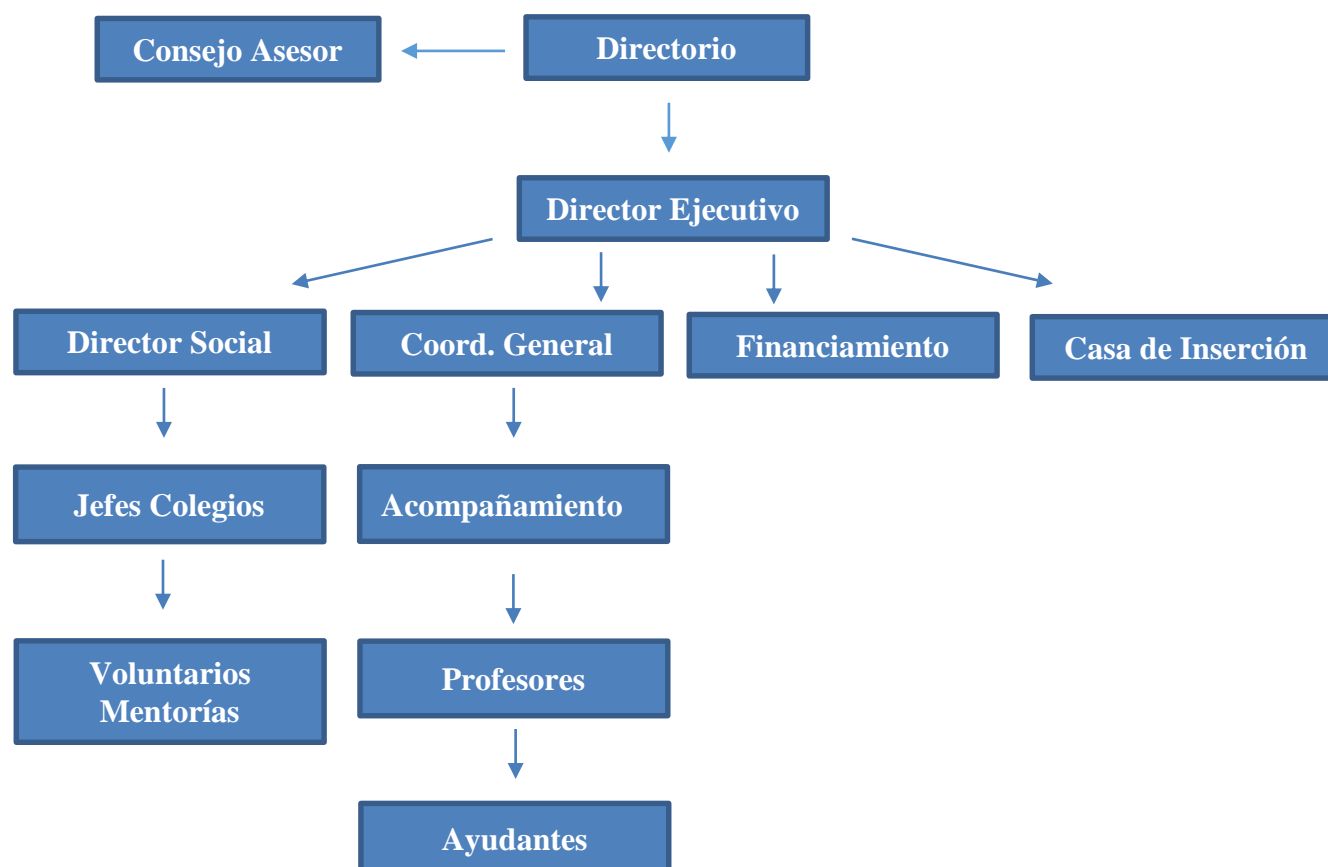 Consejo Asesor
Directorio
Director Ejecutivo
Director Social
Coord. General
Financiamiento
Casa de Inserción
Jefes Colegios
Acompañamiento
Voluntarios
Mentorías
Profesores
Ayudantes